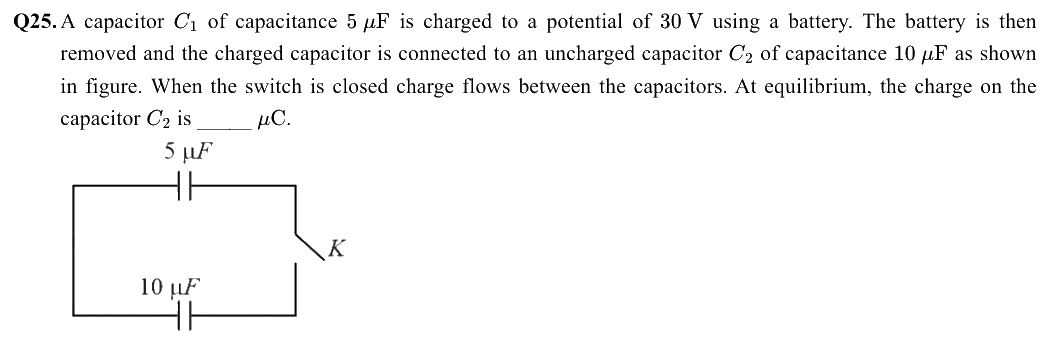 Q25. A capacitor C₁ of capacitance 5 μF is charged to a potential of 30 V using a battery. The battery is then
removed and the charged capacitor is connected to an uncharged capacitor C₂ of capacitance 10 μF as shown
in figure. When the switch is closed charge flows between the capacitors. At equilibrium, the charge on the
capacitor C₂ is _____ μC.
5 μF
K
10 μF